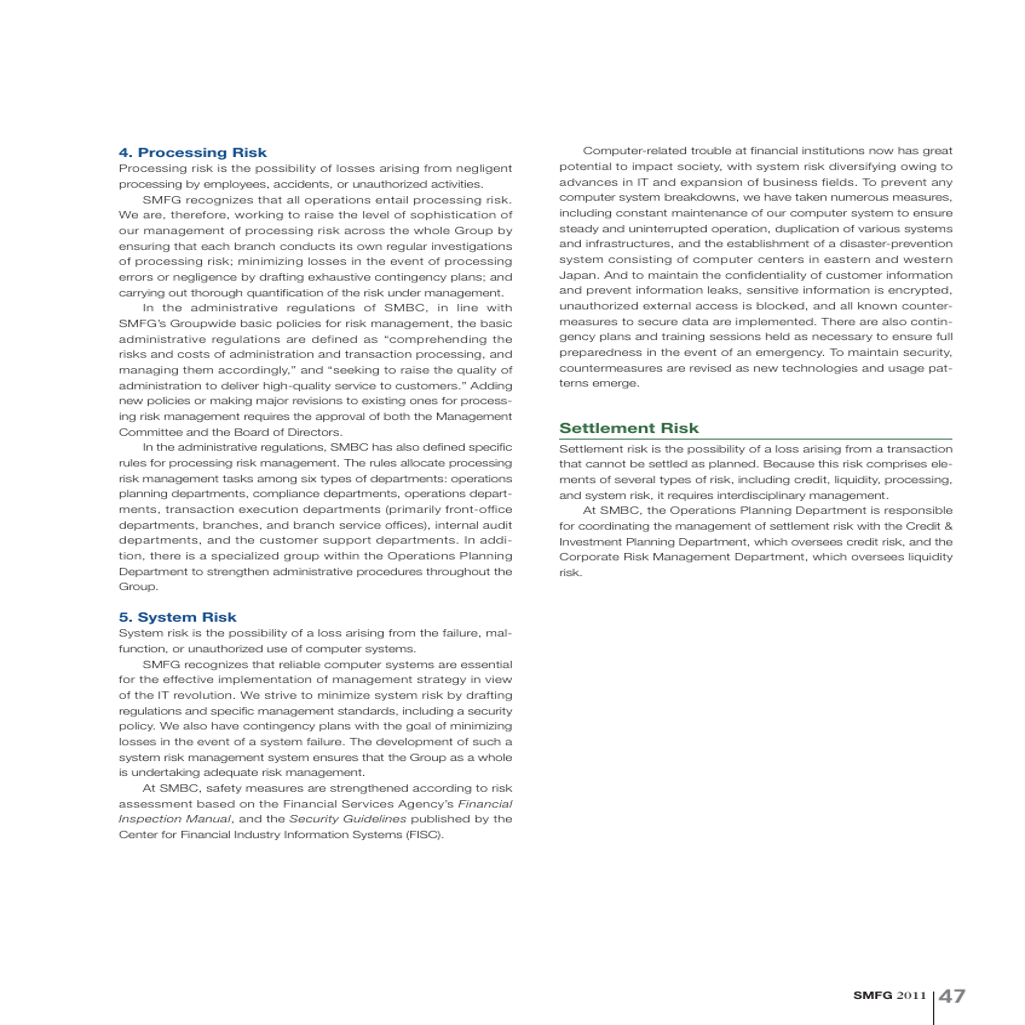 4. Processing Risk
Processing risk is the possibility of losses arising from negligent
processing by employees, accidents, or unauthorized activities.
SMFG recognizes that all operations entail processing risk.
We are, therefore, working to raise the level of sophistication of
our management of processing risk across the whole Group by
ensuring that each branch conducts its own regular investigations
of processing risk; minimizing losses in the event of processing
errors or negligence by drafting exhaustive contingency plans; and
carrying out thorough quantification of the risk under management.
In the administrative regulations of SMBC, in line with
SMFG’s Groupwide basic policies for risk management, the basic
administrative regulations are defined as “comprehending the
risks and costs of administration and transaction processing, and
managing them accordingly,” and “seeking to raise the quality of
administration to deliver high-quality service to customers.” Adding
new policies or making major revisions to existing ones for process-
ing risk management requires the approval of both the Management
Committee and the Board of Directors.
In the administrative regulations, SMBC has also defined specific
rules for processing risk management. The rules allocate processing
risk management tasks among six types of departments: operations
planning departments, compliance departments, operations depart-
ments, transaction execution departments (primarily front-office
departments, branches, and branch service offices), internal audit
departments, and the customer support departments. In addi-
tion, there is a specialized group within the Operations Planning
Department to strengthen administrative procedures throughout the
Group.
5. System Risk
System risk is the possibility of a loss arising from the failure, mal-
function, or unauthorized use of computer systems.
SMFG recognizes that reliable computer systems are essential
for the effective implementation of management strategy in view
of the IT revolution. We strive to minimize system risk by drafting
regulations and specific management standards, including a security
policy. We also have contingency plans with the goal of minimizing
losses in the event of a system failure. The development of such a
system risk management system ensures that the Group as a whole
is undertaking adequate risk management.
At SMBC, safety measures are strengthened according to risk
assessment based on the Financial Services Agency’s Financial
Inspection Manual, and the Security Guidelines published by the
Center for Financial Industry Information Systems (FISC).
Computer-related trouble at financial institutions now has great
potential to impact society, with system risk diversifying owing to
advances in IT and expansion of business fields. To prevent any
computer system breakdowns, we have taken numerous measures,
including constant maintenance of our computer system to ensure
steady and uninterrupted operation, duplication of various systems
and infrastructures, and the establishment of a disaster-prevention
system consisting of computer centers in eastern and western
Japan. And to maintain the confidentiality of customer information
and prevent information leaks, sensitive information is encrypted,
unauthorized external access is blocked, and all known counter-
measures to secure data are implemented. There are also contin-
gency plans and training sessions held as necessary to ensure full
preparedness in the event of an emergency. To maintain security,
countermeasures are revised as new technologies and usage pat-
terns emerge.
Settlement Risk
Settlement risk is the possibility of a loss arising from a transaction
that cannot be settled as planned. Because this risk comprises ele-
ments of several types of risk, including credit, liquidity, processing,
and system risk, it requires interdisciplinary management.
At SMBC, the Operations Planning Department is responsible
for coordinating the management of settlement risk with the Credit &
Investment Planning Department, which oversees credit risk, and the
Corporate Risk Management Department, which oversees liquidity
risk.
SMFG 2011 47